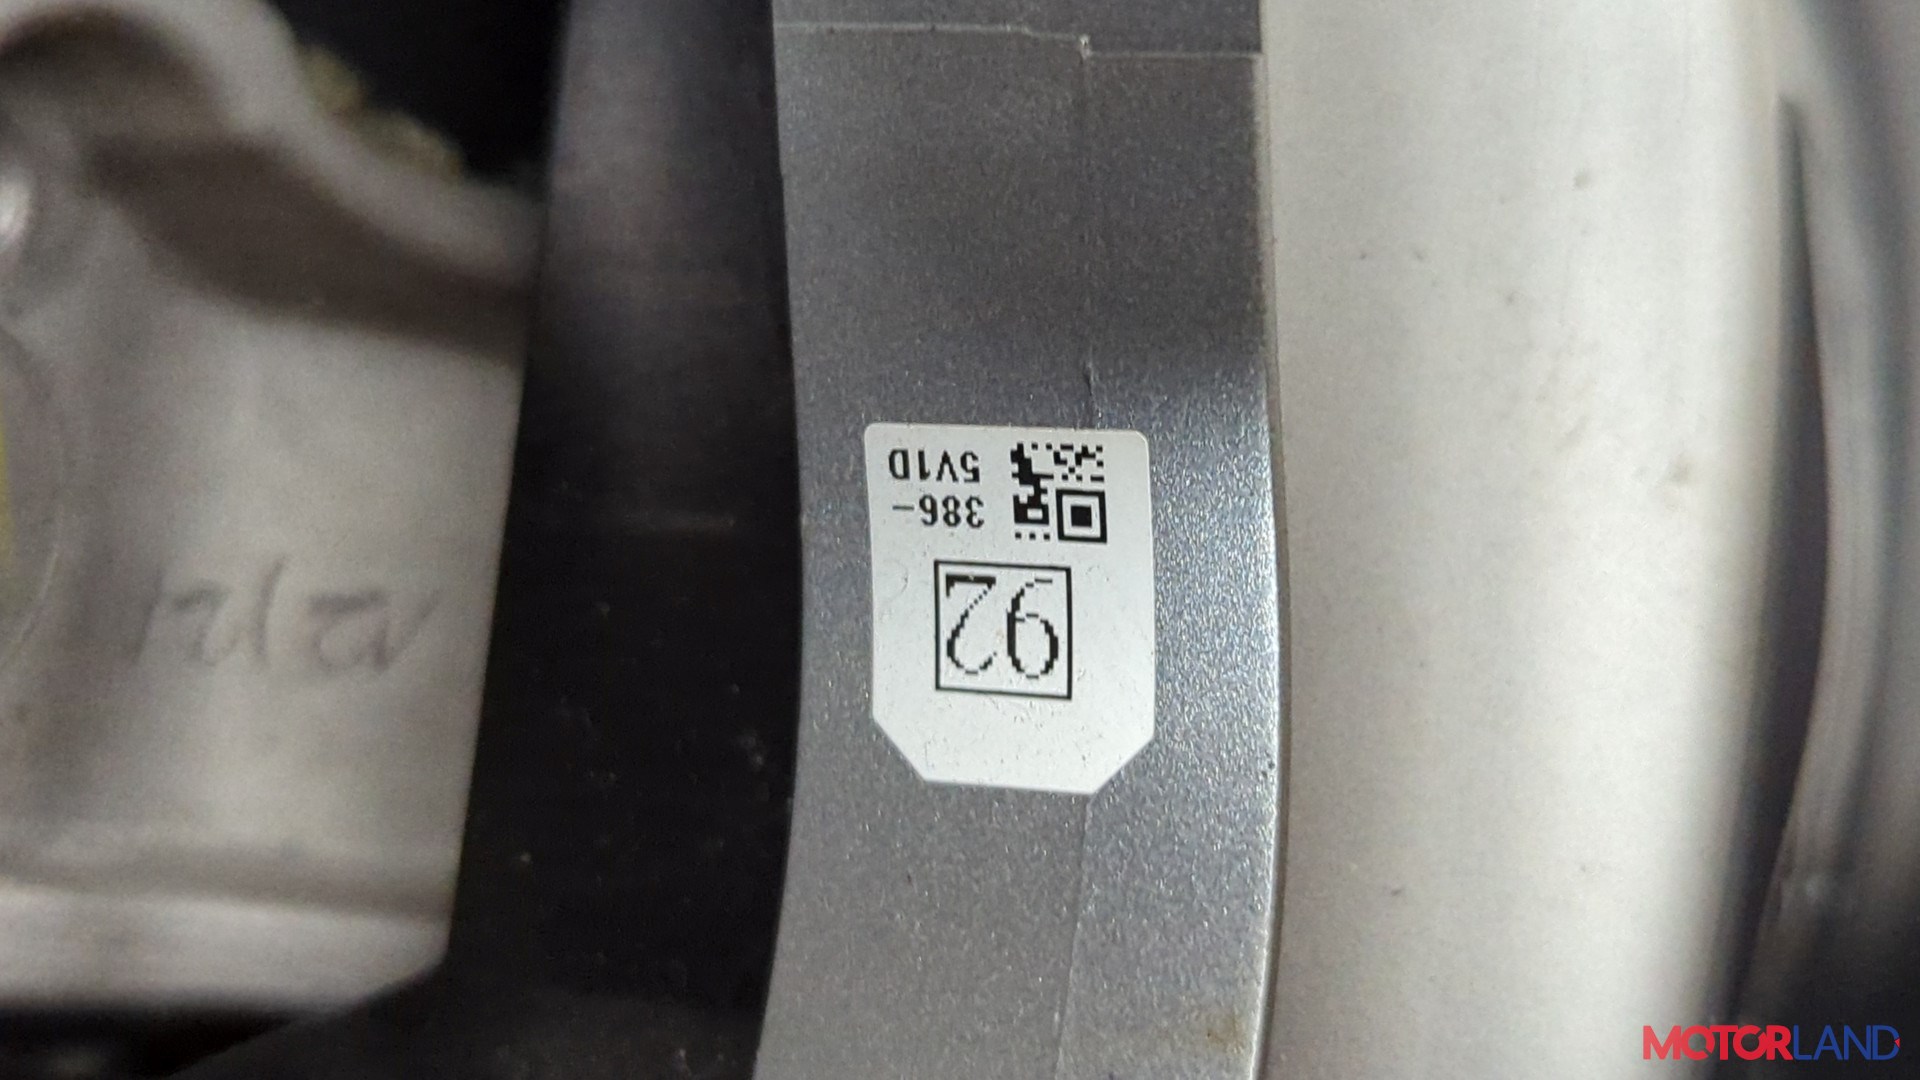 92
386-
5V1D
MOTORLAND